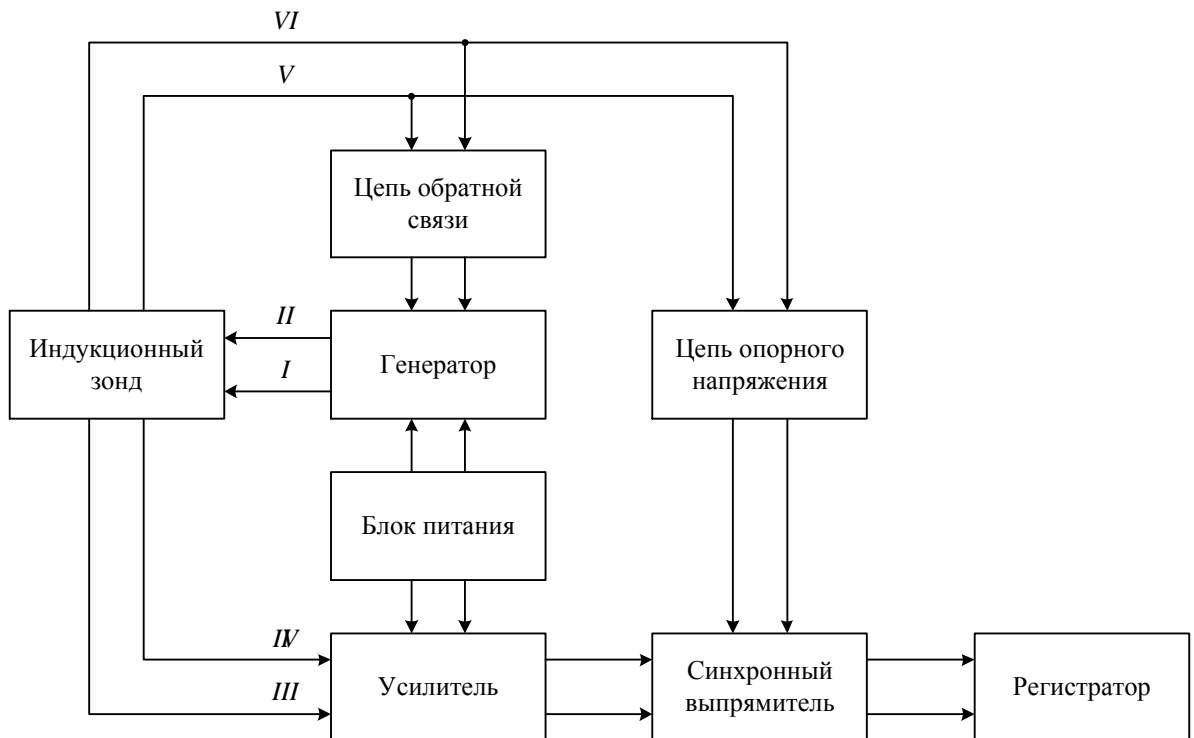 VI
V
Цепь обратной
связи
II
Индукционный
зонд
I
Генератор
Цепь опорного
напряжения
Блок питания
IV
III
Усилитель
Синхронный
выпрямитель
Регистратор